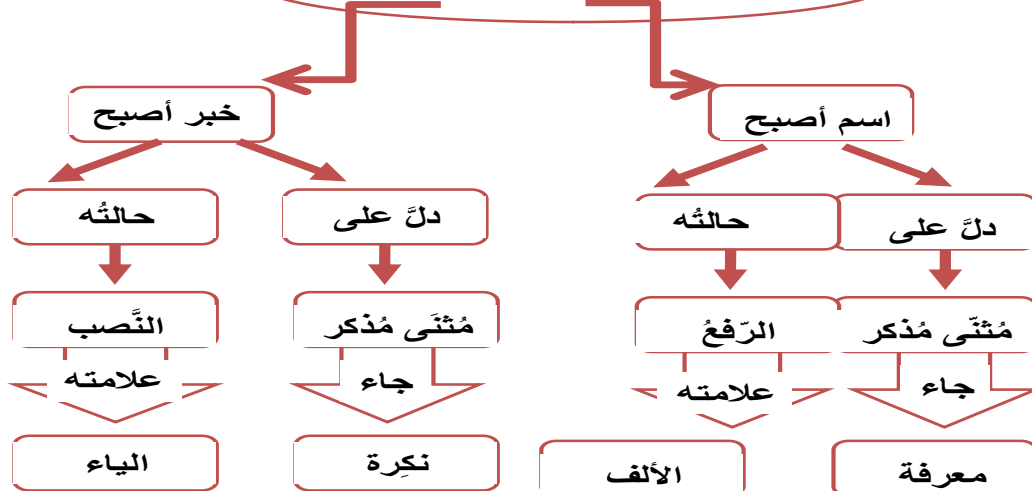 اسم أصبح
خبر أصبح
دلَّ على
حالتُه
دلَّ على
حالتُه
مُثنّى مُذكر
الرّفعُ
مُثنَى مُذكر
النَّصب
جاء
علامته
جاء
علامته
معرفة
الألف
نكِرة
الياء